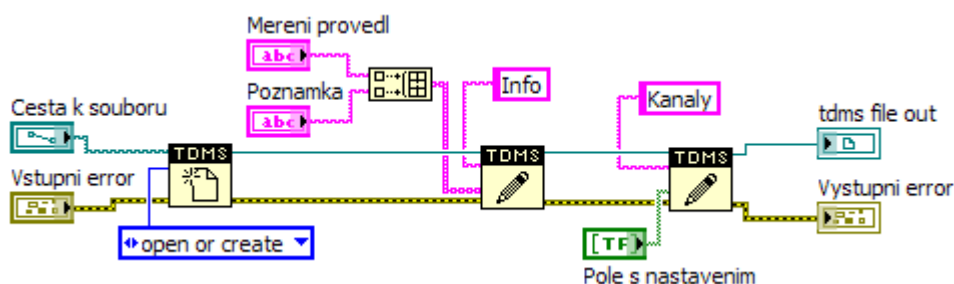 Mereni provedl
abc
Info
Poznamka
Kanaly
Cesta k souboru
abc
tdms file out
TDMS
TDMS
TDMS
Vstupni error
Vystupni error
open or create
[TF]
Pole s nastavenim